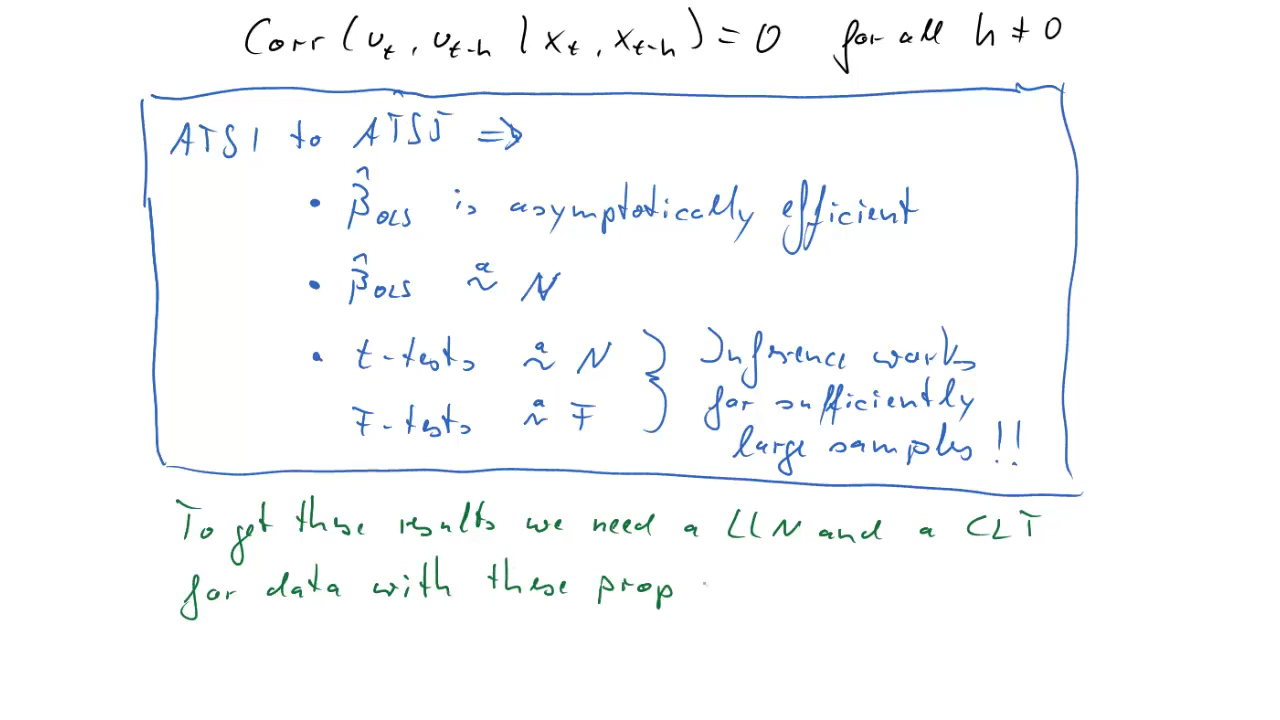 Corr(u_t, u_{t-h} | x_t, x_{t-h}) = 0 for all h ≠ 0
ATS1 to ATS5 ⇒
• β̂_OLS is asymptotically efficient
• β̂_OLS ~ᵃ N
• t-tests ~ᵃ N } Inference works
F-tests ~ᵃ F for sufficiently
large samples !!
To get these results we need a LLN and a CLT
for data with these prop